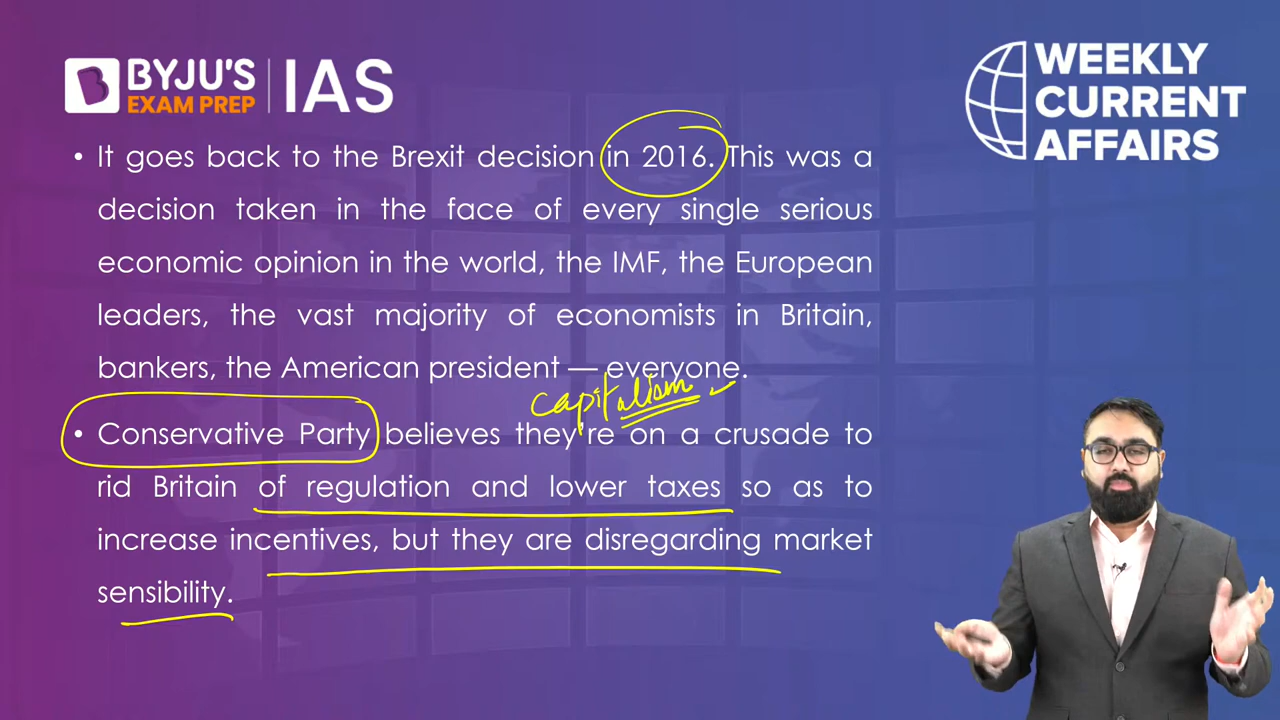 BYJU'S
EXAM PREP
IAS
WEEKLY
CURRENT
AFFAIRS
• It goes back to the Brexit decision in 2016. This was a
decision taken in the face of every single serious
economic opinion in the world, the IMF, the European
leaders, the vast majority of economists in Britain,
bankers, the American president — everyone.
capitalism
• Conservative Party believes they're on a crusade to
rid Britain of regulation and lower taxes so as to
increase incentives, but they are disregarding market
sensibility.